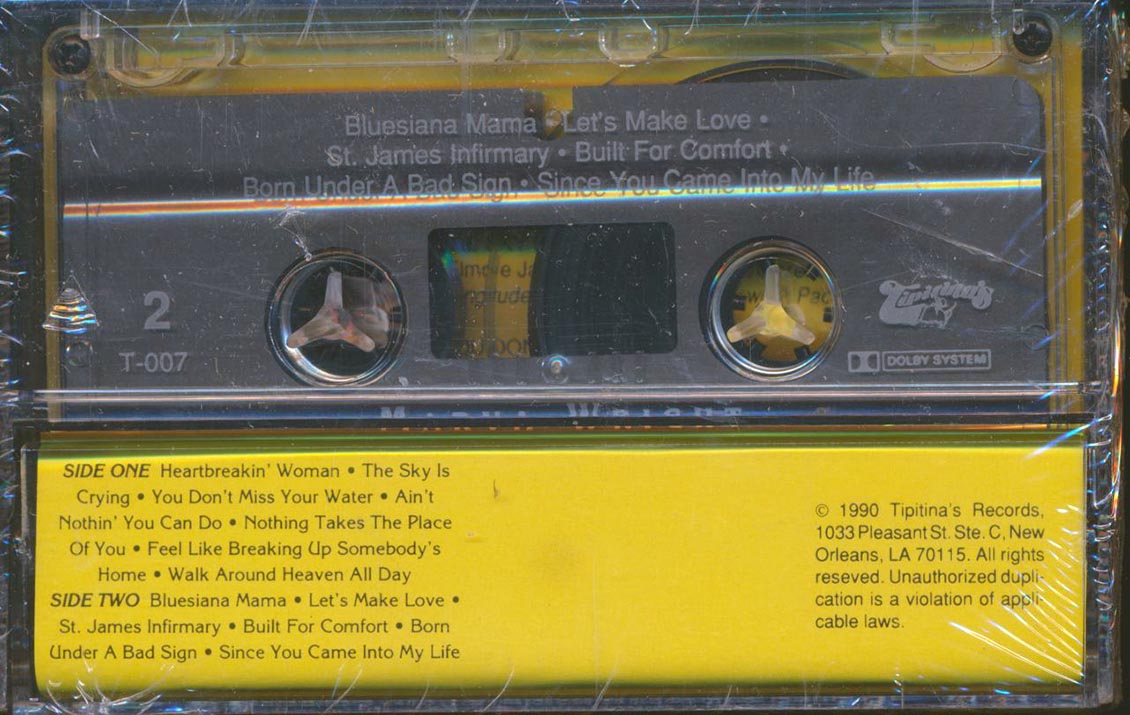 Bluesiana Mama • Let's Make Love •
St. James Infirmary • Built For Comfort •
Born Under A Bad Sign • Since You Came Into My Life
2
T-007
Tipitina's
DOLBY SYSTEM
SIDE ONE Heartbreakin' Woman • The Sky Is
Crying • You Don't Miss Your Water • Ain't
Nothin' You Can Do • Nothing Takes The Place
Of You • Feel Like Breaking Up Somebody's
Home • Walk Around Heaven All Day
SIDE TWO Bluesiana Mama • Let's Make Love •
St. James Infirmary • Built For Comfort • Born
Under A Bad Sign • Since You Came Into My Life
© 1990 Tipitina's Records,
1033 Pleasant St. Ste. C, New
Orleans, LA 70115. All rights
reseved. Unauthorized dupli-
cation is a violation of appli-
cable laws.